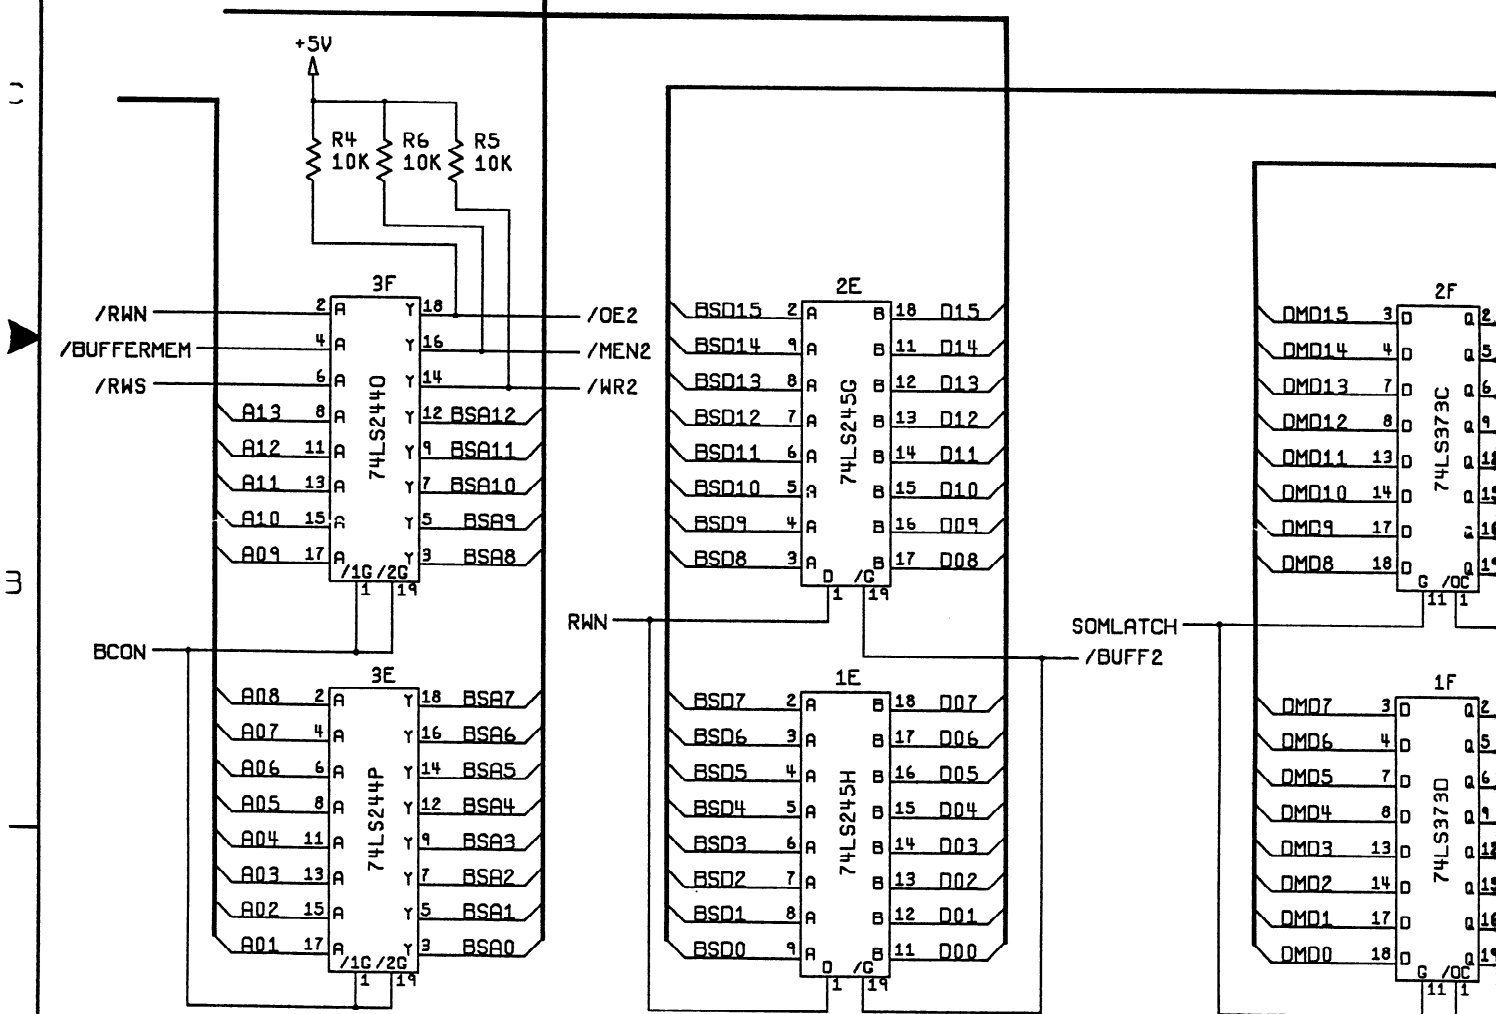 +5V
R4 10K
R6 10K
R5 10K
3F
/RWN 2 A Y 18 /OE2
/BUFFERMEM 4 A Y 16 /MEN2
/RWS 6 A Y 14 /WR2
A13 8 A Y 12 BSA12
A12 11 A Y 9 BSA11
A11 13 A Y 7 BSA10
A10 15 A Y 5 BSA9
A09 17 A Y 3 BSA8
74LS244O
/1G /2G
1 19
BCON
3E
A08 2 A Y 18 BSA7
A07 4 A Y 16 BSA6
A06 6 A Y 14 BSA5
A05 8 A Y 12 BSA4
A04 11 A Y 9 BSA3
A03 13 A Y 7 BSA2
A02 15 A Y 5 BSA1
A01 17 A Y 3 BSA0
74LS244P
/1G /2G
1 19
2E
BSD15 2 A B 18 D15
BSD14 9 A B 11 D14
BSD13 8 A B 12 D13
BSD12 7 A B 13 D12
BSD11 6 A B 14 D11
BSD10 5 A B 15 D10
BSD9 4 A B 16 D09
BSD8 3 A B 17 D08
74LS245G
D /G
1 19
RWN
/BUFF2
1E
BSD7 2 A B 18 D07
BSD6 3 A B 17 D06
BSD5 4 A B 16 D05
BSD4 5 A B 15 D04
BSD3 6 A B 14 D03
BSD2 7 A B 13 D02
BSD1 8 A B 12 D01
BSD0 9 A B 11 D00
74LS245H
D /G
1 19
2F
DMD15 3 D Q 2
DMD14 4 D Q 5
DMD13 7 D Q 6
DMD12 8 D Q 9
DMD11 13 D Q
DMD10 14 D Q
DMD9 17 D Q
DMD8 18 D Q
74LS373C
G /OC
11 1
SOMLATCH
1F
DMD7 3 D Q 2
DMD6 4 D Q 5
DMD5 7 D Q 6
DMD4 8 D Q 9
DMD3 13 D Q
DMD2 14 D Q
DMD1 17 D Q
DMD0 18 D Q
74LS373D
G /OC
11 1